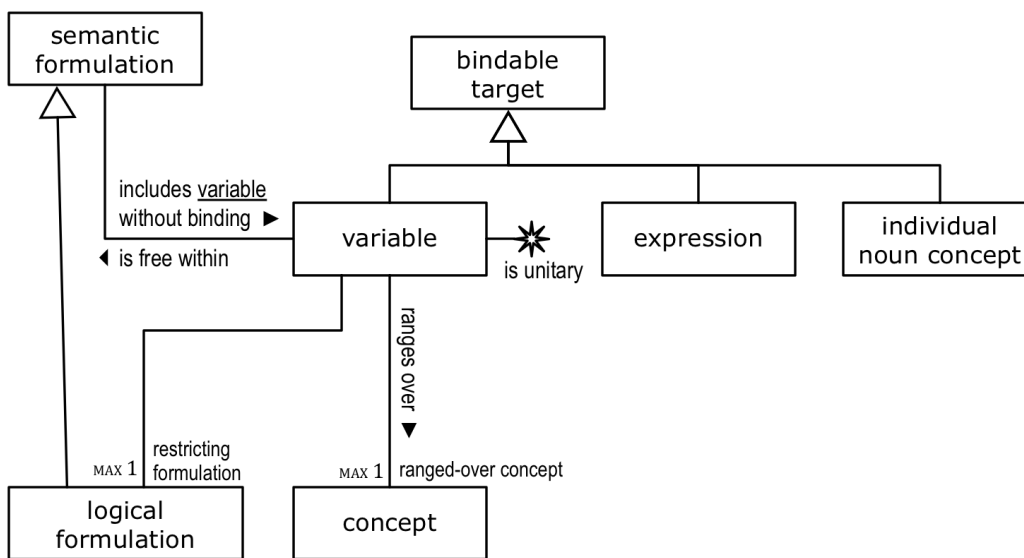 semantic
formulation
bindable
target
includes variable
without binding ►
◄ is free within
variable
is unitary
expression
individual
noun concept
ranges over ▼
MAX 1
restricting
formulation
MAX 1
ranged-over concept
logical
formulation
concept